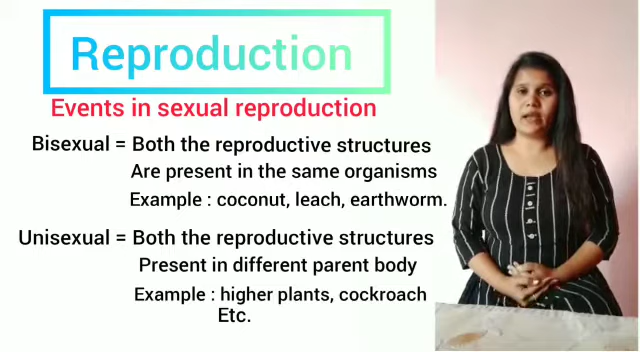 Reproduction
Events in sexual reproduction
Bisexual = Both the reproductive structures
Are present in the same organisms
Example : coconut, leach, earthworm.
Unisexual = Both the reproductive structures
Present in different parent body
Example : higher plants, cockroach
Etc.